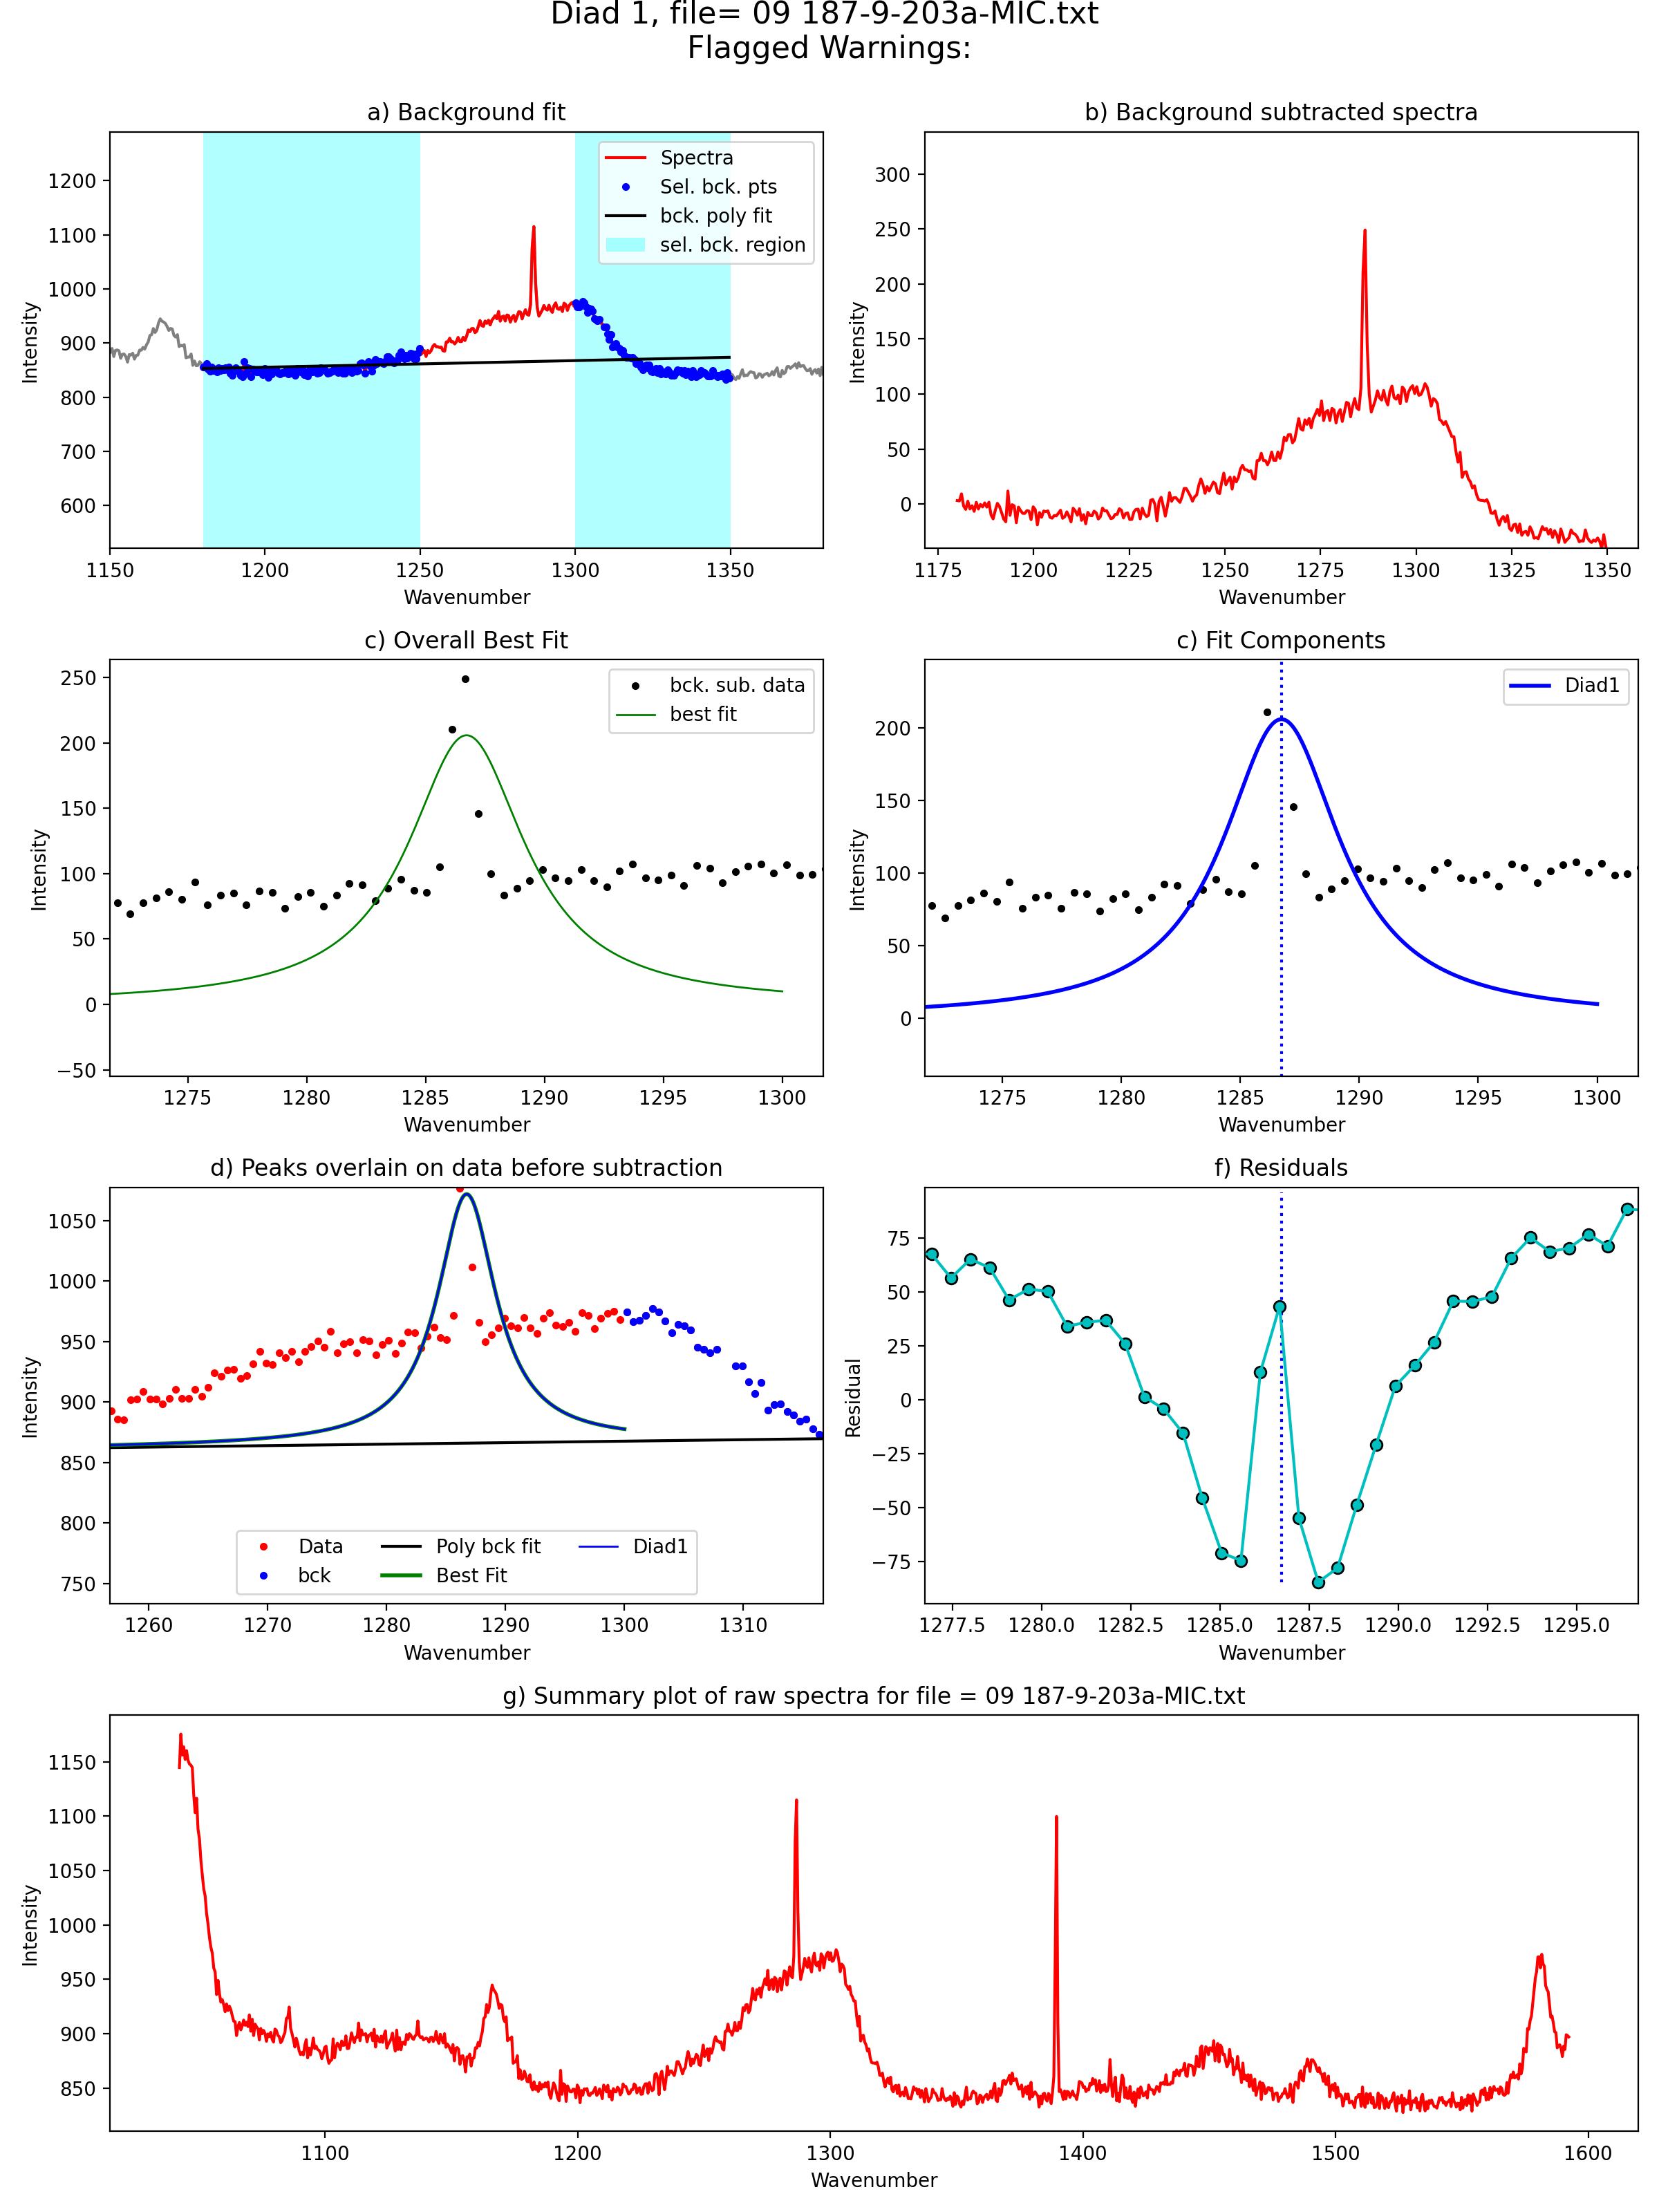 Diad 1, file= 09 187-9-203a-MIC.txt
Flagged Warnings:
a) Background fit
Intensity
1200
1100
1000
900
800
700
600
Spectra
Sel. bck. pts
bck. poly fit
sel. bck. region
1150 1200 1250 1300 1350
Wavenumber
b) Background subtracted spectra
Intensity
300
250
200
150
100
50
0
1175 1200 1225 1250 1275 1300 1325 1350
Wavenumber
c) Overall Best Fit
Intensity
250
200
150
100
50
0
−50
bck. sub. data
best fit
1275 1280 1285 1290 1295 1300
Wavenumber
c) Fit Components
Intensity
200
150
100
50
0
Diad1
1275 1280 1285 1290 1295 1300
Wavenumber
d) Peaks overlain on data before subtraction
Intensity
1050
1000
950
900
850
800
750
Data
bck
Poly bck fit
Best Fit
Diad1
1260 1270 1280 1290 1300 1310
Wavenumber
f) Residuals
Residual
75
50
25
0
−25
−50
−75
1277.5 1280.0 1282.5 1285.0 1287.5 1290.0 1292.5 1295.0
Wavenumber
g) Summary plot of raw spectra for file = 09 187-9-203a-MIC.txt
Intensity
1150
1100
1050
1000
950
900
850
1100 1200 1300 1400 1500 1600
Wavenumber